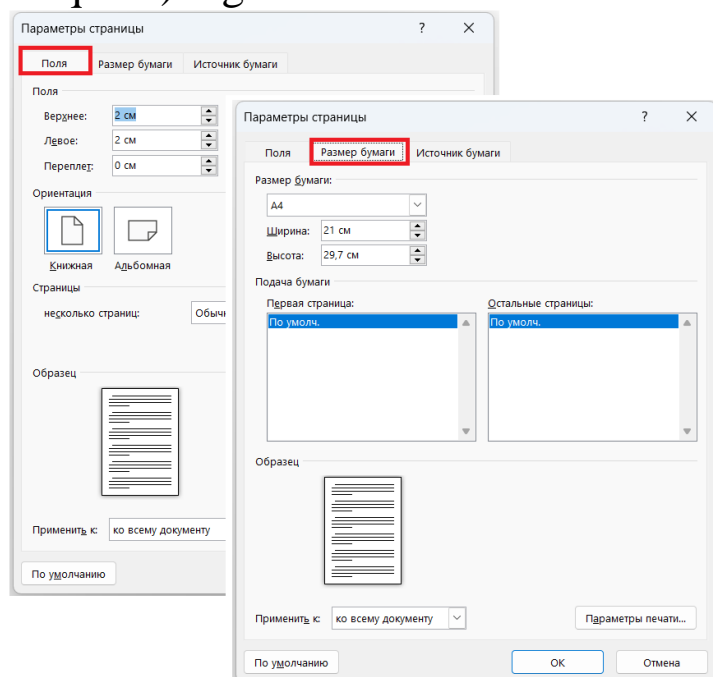 Параметры страницы ? ✕
Поля Размер бумаги Источник бумаги
Поля
Верхнее: 2 см
Левое: 2 см
Переплет: 0 см
Ориентация
Книжная Альбомная
Страницы
несколько страниц: Обыч
Образец
Применить к: ко всему документу
По умолчанию
Параметры страницы ? ✕
Поля Размер бумаги Источник бумаги
Размер бумаги:
A4
Ширина: 21 см
Высота: 29,7 см
Подача бумаги
Первая страница: Остальные страницы:
По умолч. По умолч.
Образец
Применить к: ко всему документу Параметры печати...
По умолчанию ОК Отмена